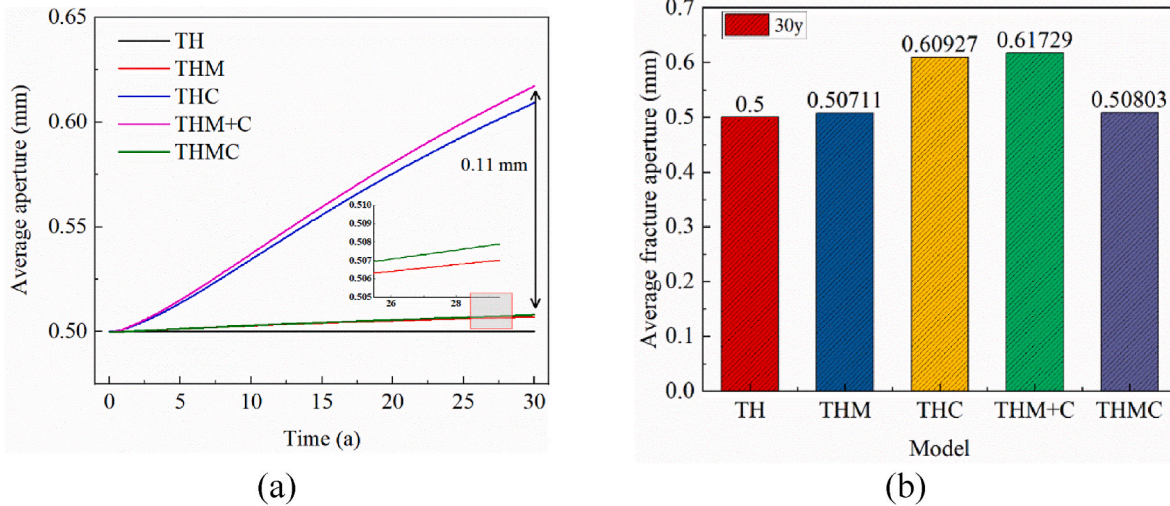 0.65
0.60
0.55
0.50
Average aperture (mm)
TH
THM
THC
THM+C
THMC
0.11 mm
0.510
0.509
0.508
0.507
0.506
0.505
26 28
0 5 10 15 20 25 30
Time (a)
(a)
0.7
0.6
0.5
0.4
0.3
0.2
0.1
0.0
Average fracture aperture (mm)
30y
0.5 0.50711 0.60927 0.61729 0.50803
TH THM THC THM+C THMC
Model
(b)